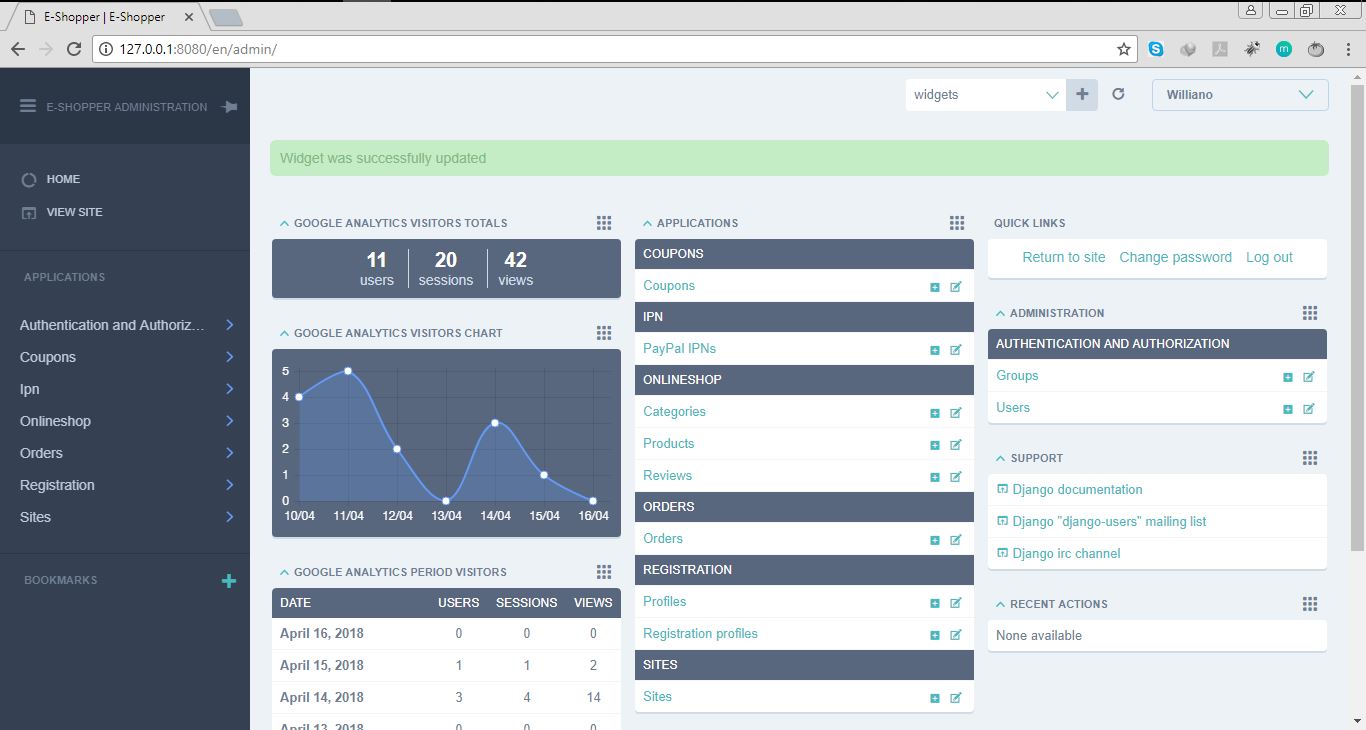 E-Shopper | E-Shopper
127.0.0.1:8080/en/admin/
E-SHOPPER ADMINISTRATION
widgets
Williano
HOME
VIEW SITE
APPLICATIONS
Authentication and Authoriz...
Coupons
Ipn
Onlineshop
Orders
Registration
Sites
BOOKMARKS
Widget was successfully updated
GOOGLE ANALYTICS VISITORS TOTALS
11 20 42
users sessions views
GOOGLE ANALYTICS VISITORS CHART
5
4
3
2
1
0
10/04 11/04 12/04 13/04 14/04 15/04 16/04
GOOGLE ANALYTICS PERIOD VISITORS
DATE USERS SESSIONS VIEWS
April 16, 2018 0 0 0
April 15, 2018 1 1 2
April 14, 2018 3 4 14
April 13, 2018 0 0 0
APPLICATIONS
COUPONS
Coupons
IPN
PayPal IPNs
ONLINESHOP
Categories
Products
Reviews
ORDERS
Orders
REGISTRATION
Profiles
Registration profiles
SITES
Sites
QUICK LINKS
Return to site Change password Log out
ADMINISTRATION
AUTHENTICATION AND AUTHORIZATION
Groups
Users
SUPPORT
Django documentation
Django "django-users" mailing list
Django irc channel
RECENT ACTIONS
None available